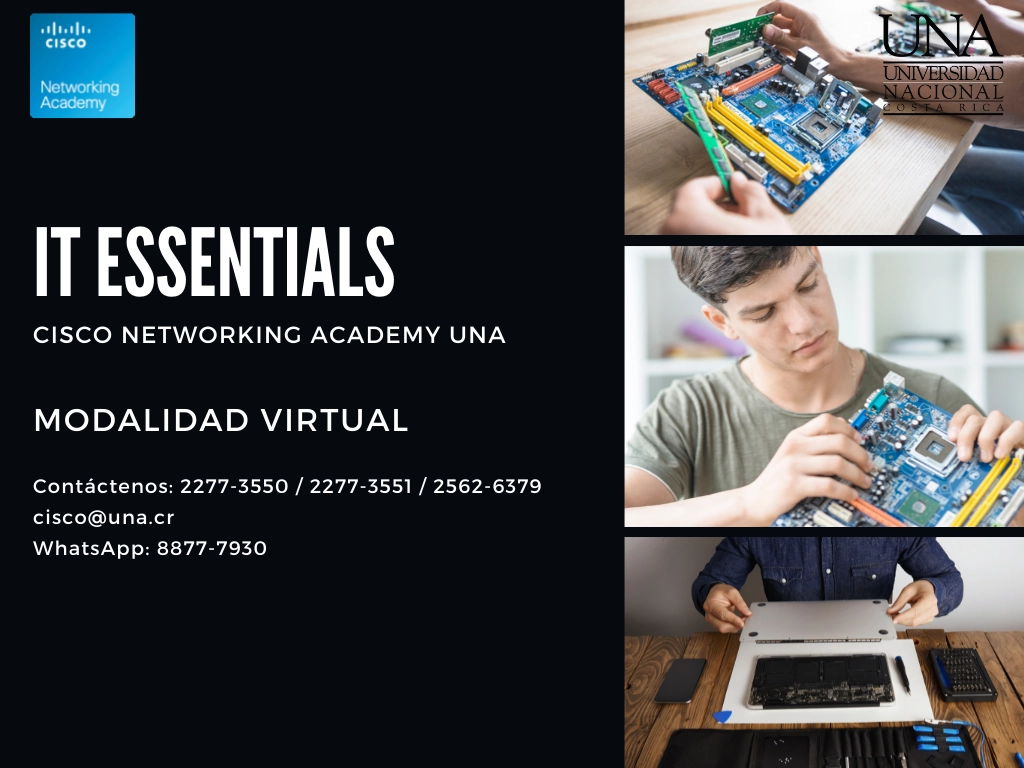 CISCO
Networking
Academy
UNA
UNIVERSIDAD
NACIONAL
COSTA RICA
IT ESSENTIALS
CISCO NETWORKING ACADEMY UNA
MODALIDAD VIRTUAL
Contáctenos: 2277-3550 / 2277-3551 / 2562-6379
cisco@una.cr
WhatsApp: 8877-7930